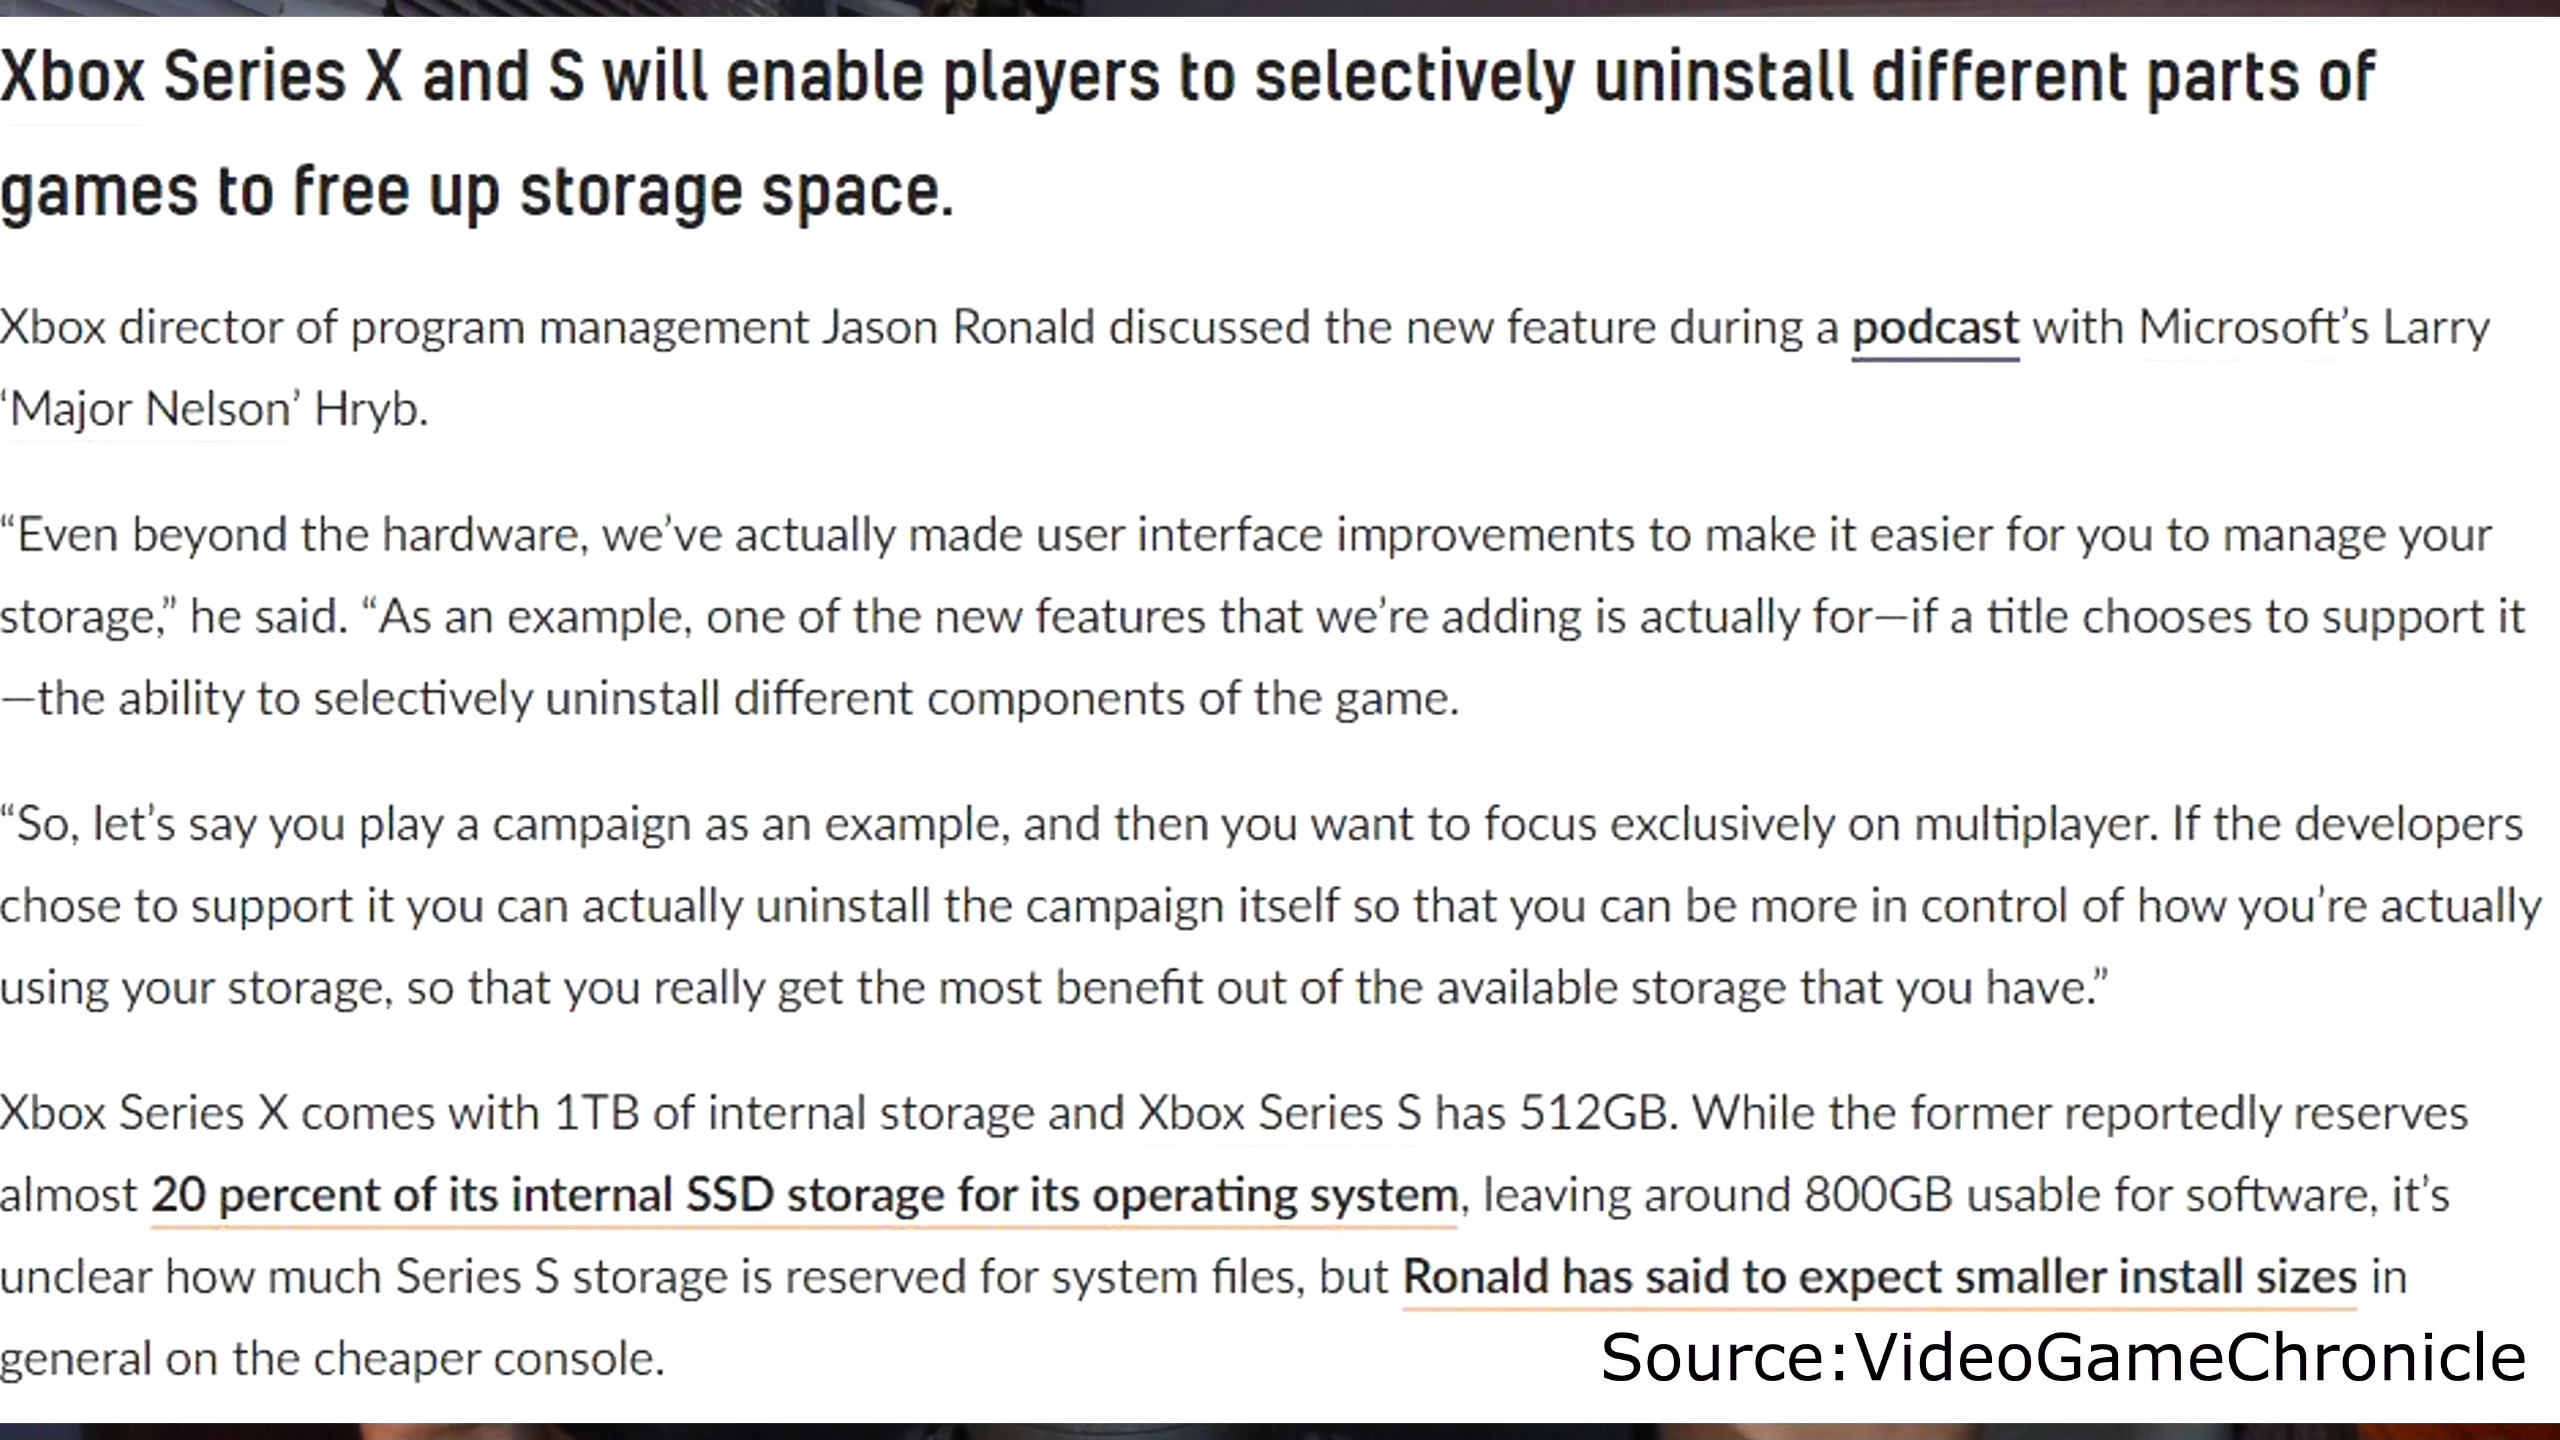 Xbox Series X and S will enable players to selectively uninstall different parts of
games to free up storage space.
Xbox director of program management Jason Ronald discussed the new feature during a podcast with Microsoft’s Larry
‘Major Nelson’ Hryb.
“Even beyond the hardware, we’ve actually made user interface improvements to make it easier for you to manage your
storage,” he said. “As an example, one of the new features that we’re adding is actually for—if a title chooses to support it
—the ability to selectively uninstall different components of the game.
“So, let’s say you play a campaign as an example, and then you want to focus exclusively on multiplayer. If the developers
chose to support it you can actually uninstall the campaign itself so that you can be more in control of how you’re actually
using your storage, so that you really get the most benefit out of the available storage that you have.”
Xbox Series X comes with 1TB of internal storage and Xbox Series S has 512GB. While the former reportedly reserves
almost 20 percent of its internal SSD storage for its operating system, leaving around 800GB usable for software, it’s
unclear how much Series S storage is reserved for system files, but Ronald has said to expect smaller install sizes in
general on the cheaper console.
Source:VideoGameChronicle